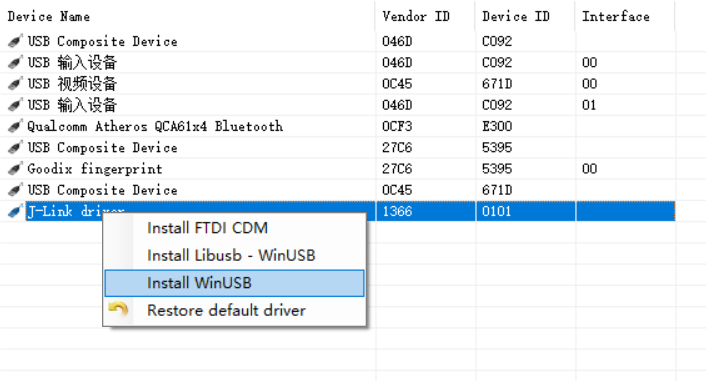 Device Name Vendor ID Device ID Interface
USB Composite Device 046D C092
USB 输入设备 046D C092 00
USB 视频设备 0C45 671D 00
USB 输入设备 046D C092 01
Qualcomm Atheros QCA61x4 Bluetooth 0CF3 E300
USB Composite Device 27C6 5395
Goodix fingerprint 27C6 5395 00
USB Composite Device 0C45 671D
J-Link driver 1366 0101
Install FTDI CDM
Install Libusb - WinUSB
Install WinUSB
Restore default driver